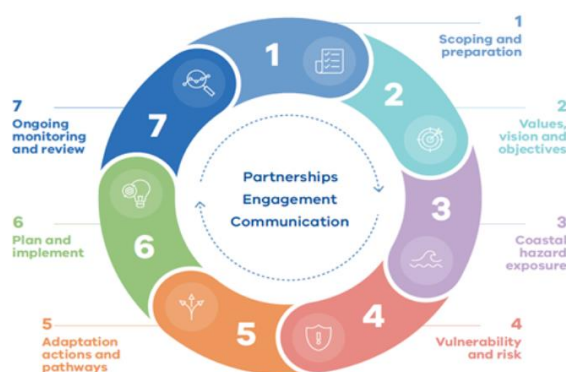 1
Scoping and
preparation
1
2
2
Values,
vision and
objectives
3
3
Coastal
hazard
exposure
4
4
Vulnerability
and risk
5
5
Adaptation
actions and
pathways
6
6
Plan and
implement
7
7
Ongoing
monitoring
and review
Partnerships
Engagement
Communication